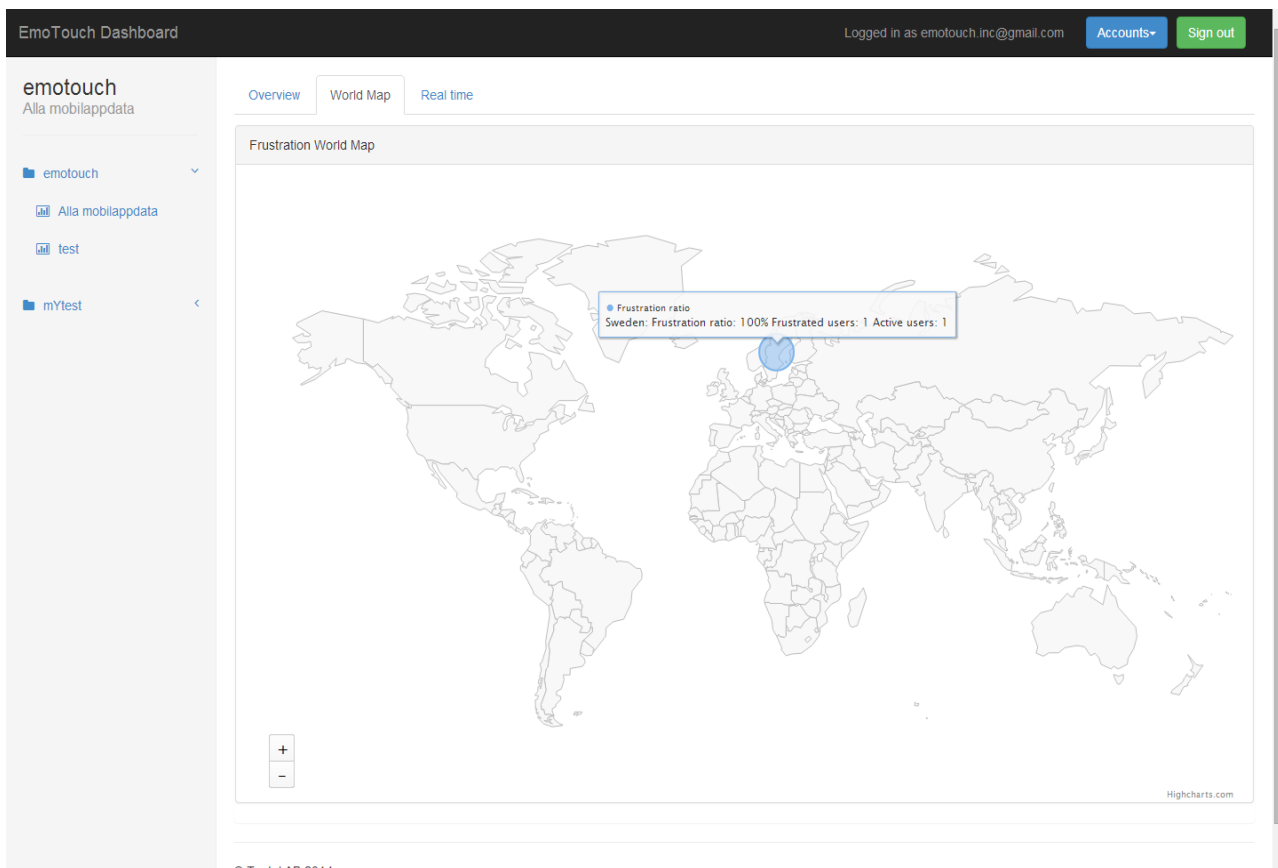 EmoTouch Dashboard
Logged in as emotouch.inc@gmail.com
Accounts
Sign out
emotouch
Alla mobilappdata
emotouch
Alla mobilappdata
test
mYtest
Overview
World Map
Real time
Frustration World Map
Frustration ratio
Sweden: Frustration ratio: 100% Frustrated users: 1 Active users: 1
+
−
Highcharts.com